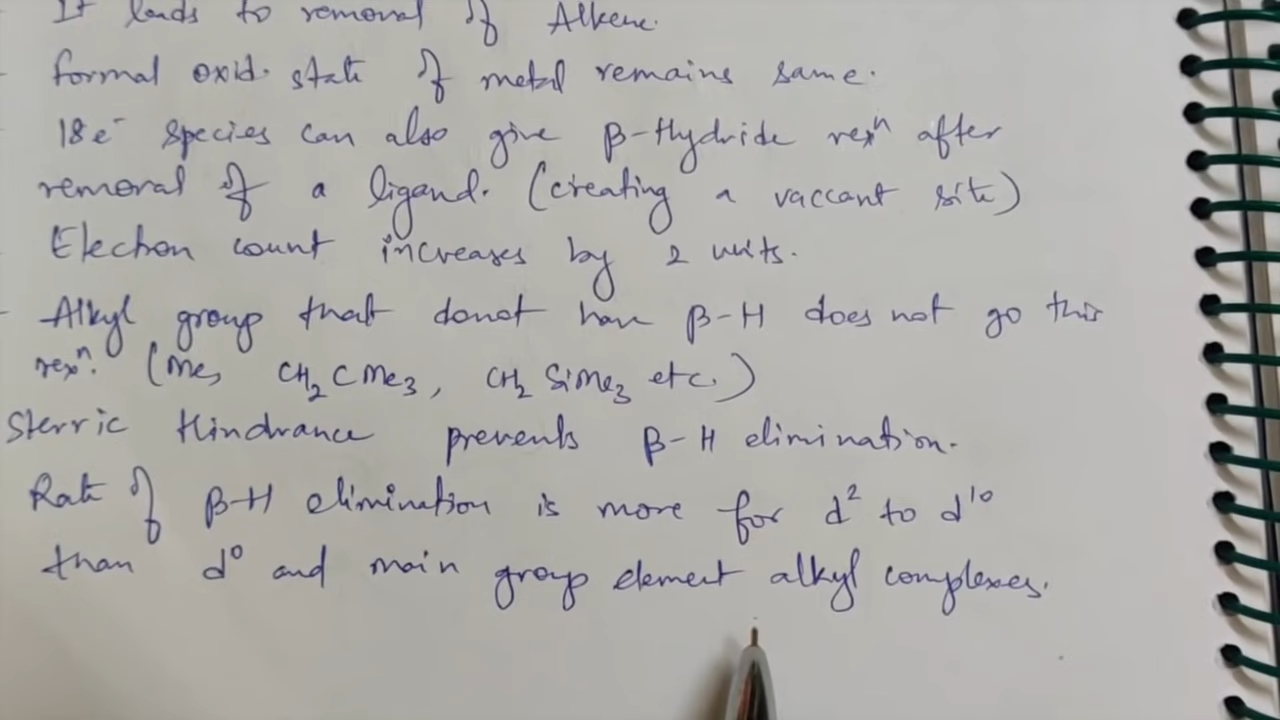 It leads to removal of Alkene.
- formal oxid. state of metal remains same.
- 18e⁻ species can also give β-Hydride rexⁿ after
removal of a ligand. (creating a vaccant site)
Electron count increases by 2 units.
- Alkyl group that donot have β-H does not go this
rexⁿ. (Me, CH₂CMe₃, CH₂SiMe₃ etc.)
Sterric Hindrance prevents β-H elimination.
Rate of β-H elimination is more for d² to d¹⁰
than d⁰ and main group element alkyl complexes.